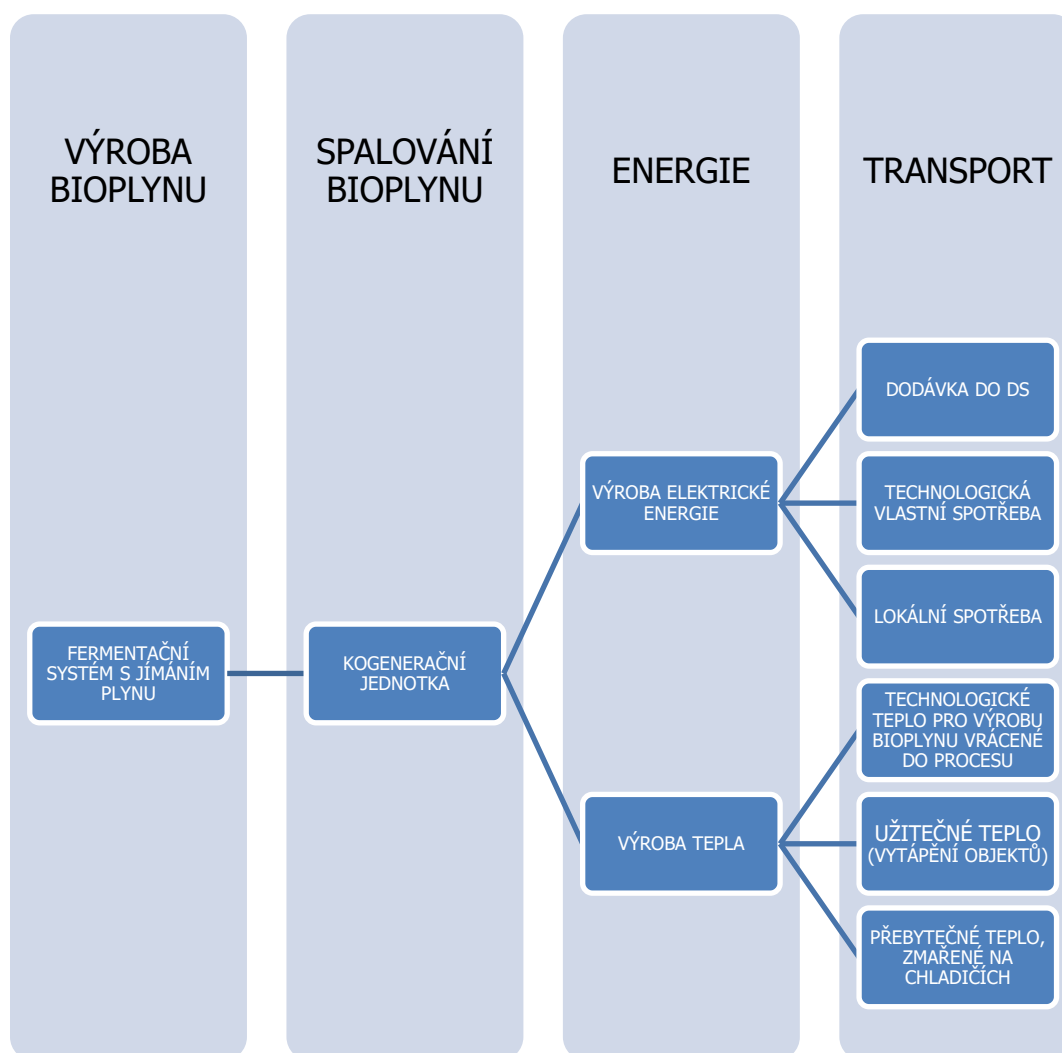 VÝROBA
BIOPLYNU
SPALOVÁNÍ
BIOPLYNU
ENERGIE
TRANSPORT
FERMENTAČNÍ
SYSTÉM S JÍMÁNÍM
PLYNU
KOGENERAČNÍ
JEDNOTKA
VÝROBA ELEKTRICKÉ
ENERGIE
DODÁVKA DO DS
TECHNOLOGICKÁ
VLASTNÍ SPOTŘEBA
LOKÁLNÍ SPOTŘEBA
VÝROBA TEPLA
TECHNOLOGICKÉ
TEPLO PRO VÝROBU
BIOPLYNU VRÁCENÉ
DO PROCESU
UŽITEČNÉ TEPLO
(VYTÁPĚNÍ OBJEKTŮ)
PŘEBYTEČNÉ TEPLO,
ZMAŘENÉ NA
CHLADIČÍCH